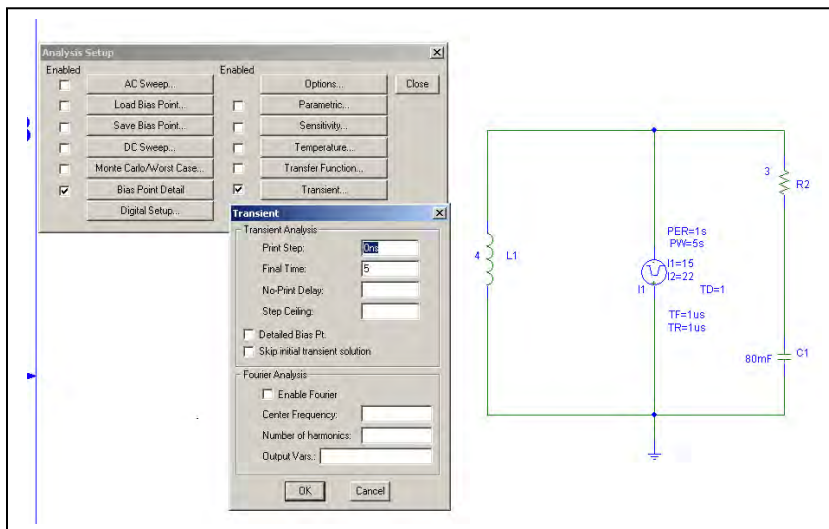 Analysis Setup
Enabled Enabled
AC Sweep... Options... Close
Load Bias Point... Parametric...
Save Bias Point... Sensitivity...
DC Sweep... Temperature...
Monte Carlo/Worst Case... Transfer Function...
Bias Point Detail Transient...
Digital Setup...
Transient
Transient Analysis
Print Step: 0ns
Final Time: 5
No-Print Delay:
Step Ceiling:
Detailed Bias Pt.
Skip initial transient solution
Fourier Analysis
Enable Fourier
Center Frequency:
Number of harmonics:
Output Vars.:
OK Cancel
4 L1
PER=1s
PW=5s
I1=15
I2=22
I1 TD=1
TF=1us
TR=1us
3 R2
80mF C1